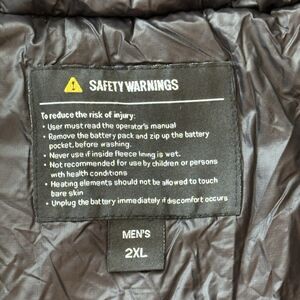 SAFETY WARNINGS
To reduce the risk of injury:
• User must read the operator's manual
• Remove the battery pack and zip up the battery
pocket, before washing.
• Never use if inside fleece lining is wet.
• Not recommended for use by children or persons
with health conditions
• Heating elements should not be allowed to touch
bare skin
• Unplug the battery immediately if discomfort occurs
MEN'S
2XL